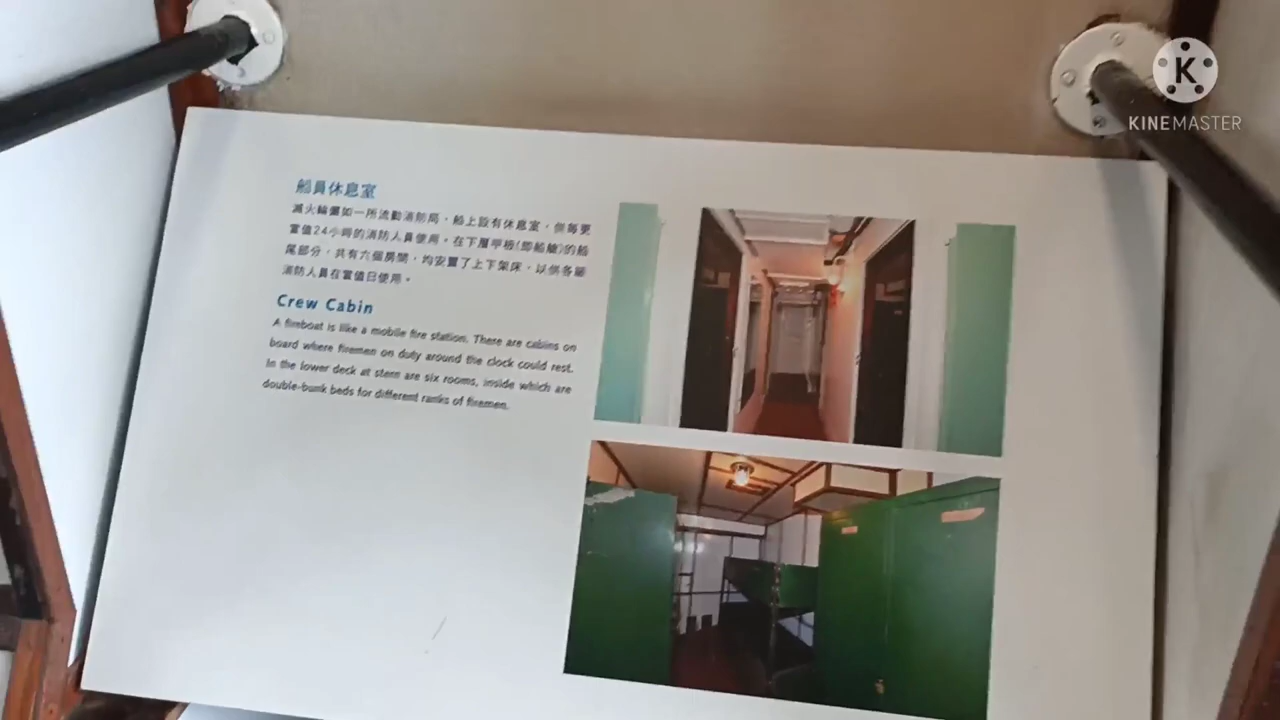 船員休息室
滅火輪儼如一所流動消防局，船上設有休息室，供每更
當值24小時的消防人員使用。在下層甲板(即船艙)的船
尾部分，共有六個房間，均安置了上下架床，以供各級
消防人員在當值日使用。
Crew Cabin
A fireboat is like a mobile fire station. There are cabins on
board where firemen on duty around the clock could rest.
In the lower deck at stern are six rooms, inside which are
double-bunk beds for different ranks of firemen.
K
KINEMASTER